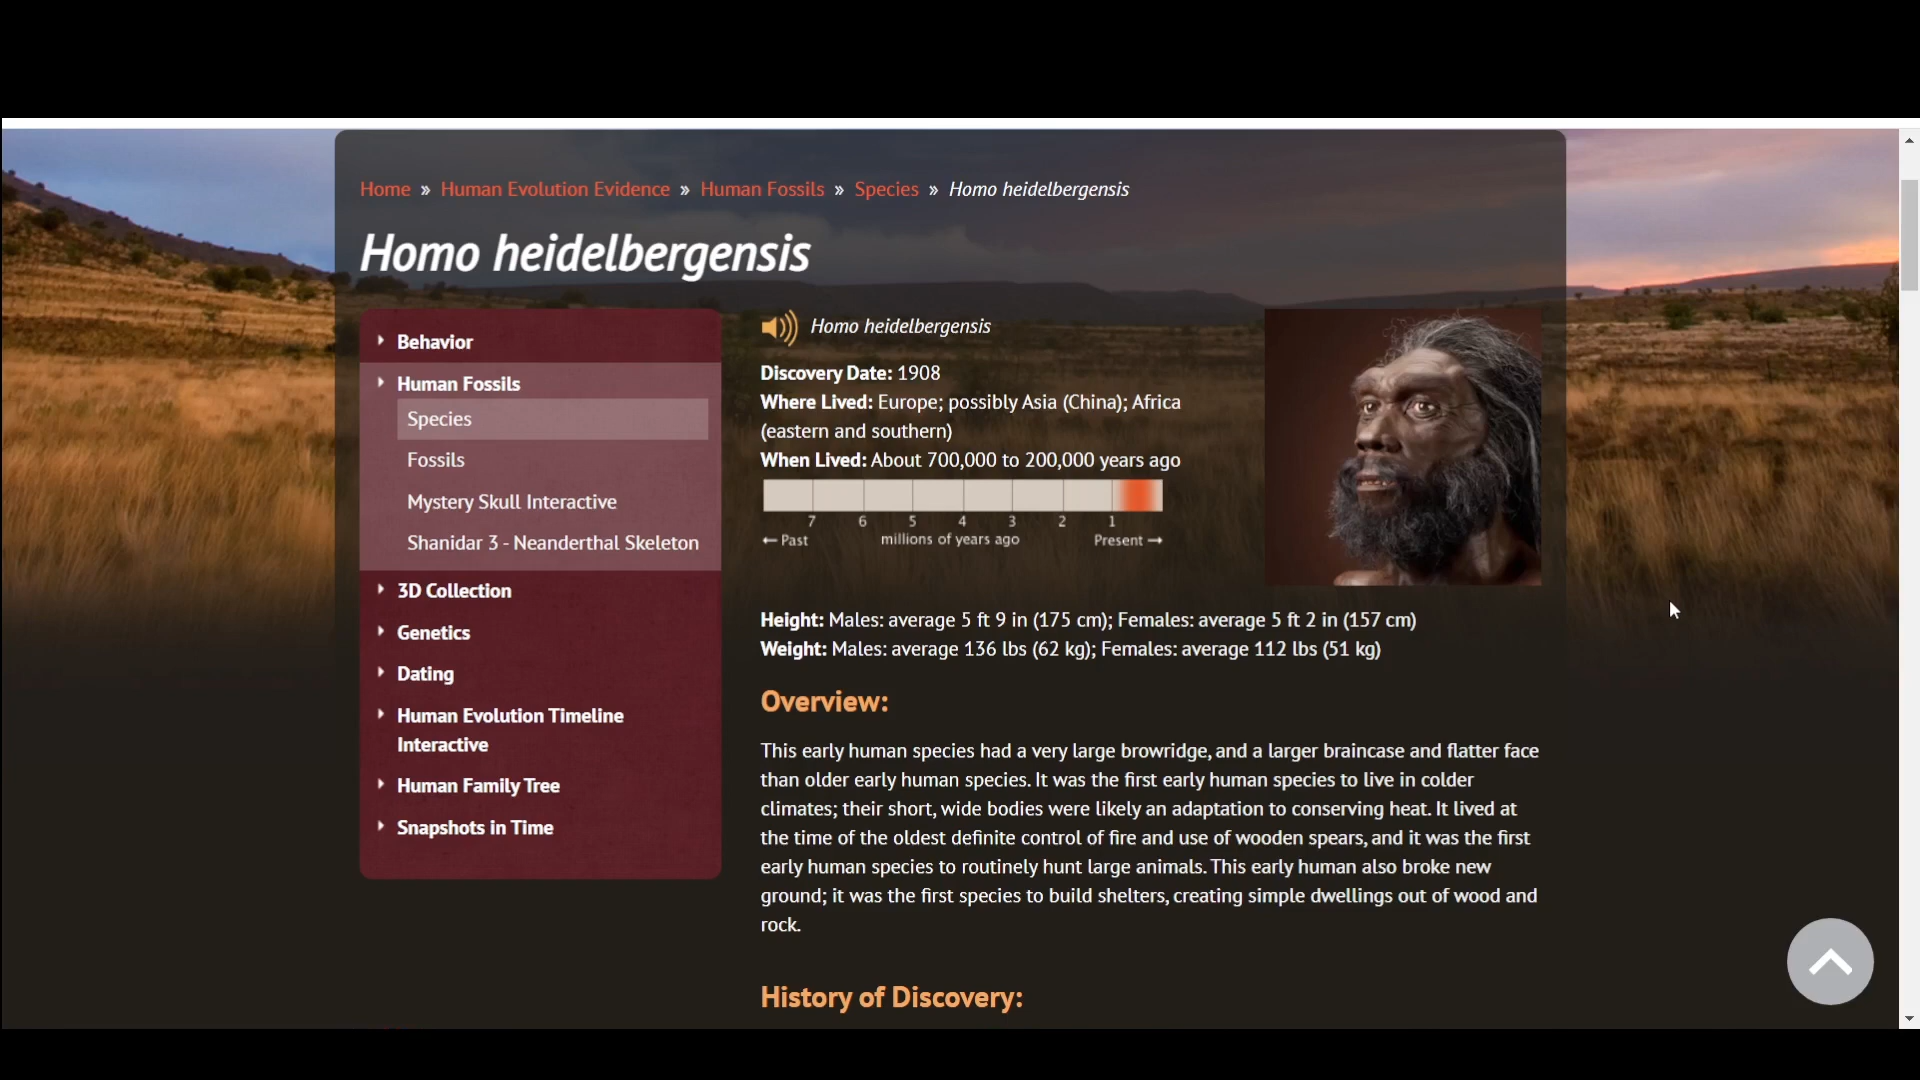 Home » Human Evolution Evidence » Human Fossils » Species » Homo heidelbergensis
Homo heidelbergensis
Behavior
Human Fossils
Species
Fossils
Mystery Skull Interactive
Shanidar 3 - Neanderthal Skeleton
3D Collection
Genetics
Dating
Human Evolution Timeline
Interactive
Human Family Tree
Snapshots in Time
Homo heidelbergensis
Discovery Date: 1908
Where Lived: Europe; possibly Asia (China); Africa
(eastern and southern)
When Lived: About 700,000 to 200,000 years ago
7 6 5 4 3 2 1
←Past millions of years ago Present→
Height: Males: average 5 ft 9 in (175 cm); Females: average 5 ft 2 in (157 cm)
Weight: Males: average 136 lbs (62 kg); Females: average 112 lbs (51 kg)
Overview:
This early human species had a very large browridge, and a larger braincase and flatter face
than older early human species. It was the first early human species to live in colder
climates; their short, wide bodies were likely an adaptation to conserving heat. It lived at
the time of the oldest definite control of fire and use of wooden spears, and it was the first
early human species to routinely hunt large animals. This early human also broke new
ground; it was the first species to build shelters, creating simple dwellings out of wood and
rock.
History of Discovery: